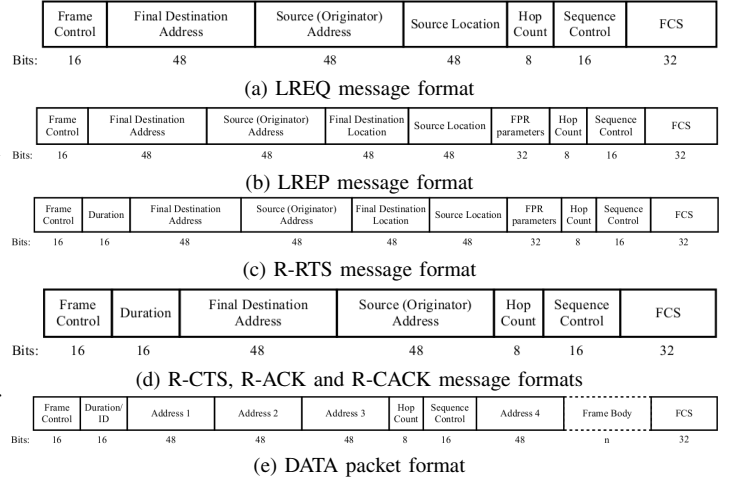 Frame Control Final Destination Address Source (Originator) Address Source Location Hop Count Sequence Control FCS
Bits: 16 48 48 48 8 16 32
(a) LREQ message format
Frame Control Final Destination Address Source (Originator) Address Final Destination Location Source Location FPR parameters Hop Count Sequence Control FCS
Bits: 16 48 48 48 48 32 8 16 32
(b) LREP message format
Frame Control Duration Final Destination Address Source (Originator) Address Final Destination Location Source Location FPR parameters Hop Count Sequence Control FCS
Bits: 16 16 48 48 48 48 32 8 16 32
(c) R-RTS message format
Frame Control Duration Final Destination Address Source (Originator) Address Hop Count Sequence Control FCS
Bits: 16 16 48 48 8 16 32
(d) R-CTS, R-ACK and R-CACK message formats
Frame Control Duration/ ID Address 1 Address 2 Address 3 Hop Count Sequence Control Address 4 Frame Body FCS
Bits: 16 16 48 48 48 8 16 48 n 32
(e) DATA packet format